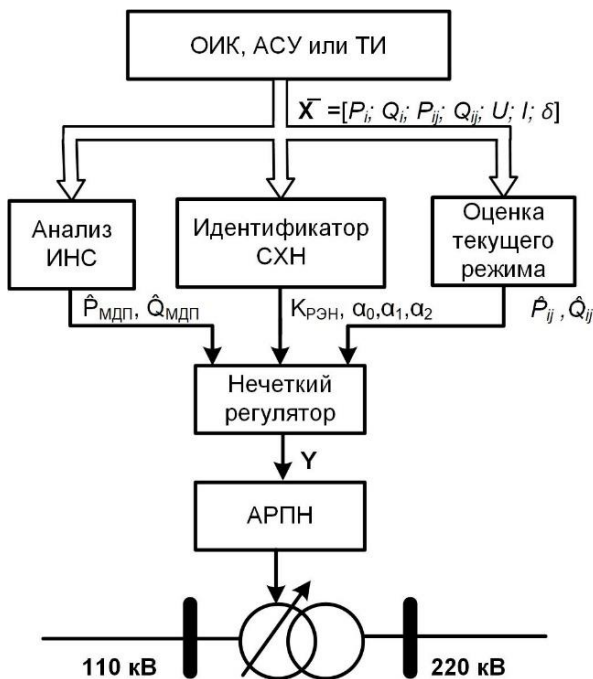 ОИК, АСУ или ТИ
X̅ =[Pᵢ; Qᵢ; Pᵢⱼ; Qᵢⱼ; U; I; δ]
Анализ
ИНС
Идентификатор
СХН
Оценка
текущего
режима
P̂МДП, Q̂МДП
KРЭН, α₀,α₁,α₂
P̂ᵢⱼ ,Q̂ᵢⱼ
Нечеткий
регулятор
Y
АРПН
110 кВ
220 кВ